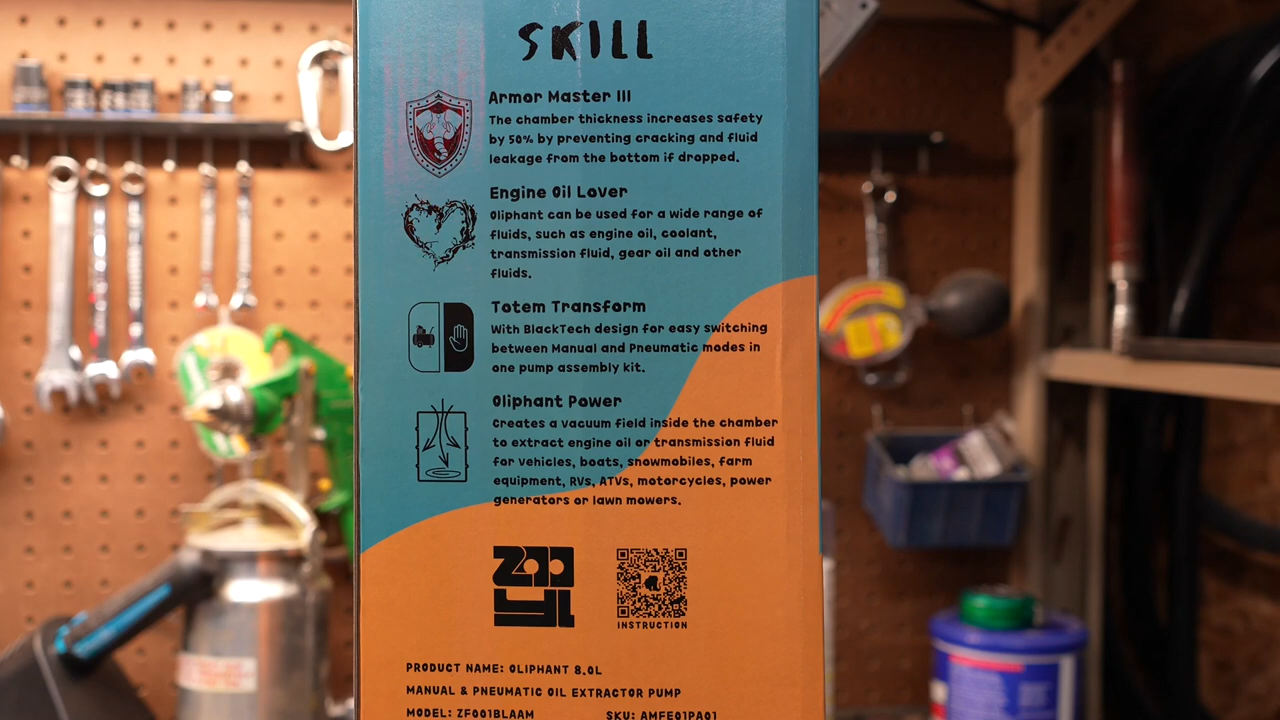 SKILL
Armor Master III
The chamber thickness increases safety
by 50% by preventing cracking and fluid
leakage from the bottom if dropped.
Engine Oil Lover
Oliphant can be used for a wide range of
fluids, such as engine oil, coolant,
transmission fluid, gear oil and other
fluids.
Totem Transform
With BlackTech design for easy switching
between Manual and Pneumatic modes in
one pump assembly kit.
Oliphant Power
Creates a vacuum field inside the chamber
to extract engine oil or transmission fluid
for vehicles, boats, snowmobiles, farm
equipment, RVs, ATVs, motorcycles, power
generators or lawn mowers.
INSTRUCTION
PRODUCT NAME: OLIPHANT 8.0L
MANUAL & PNEUMATIC OIL EXTRACTOR PUMP
MODEL: ZF001BLAAM SKU: AMFE01PA01